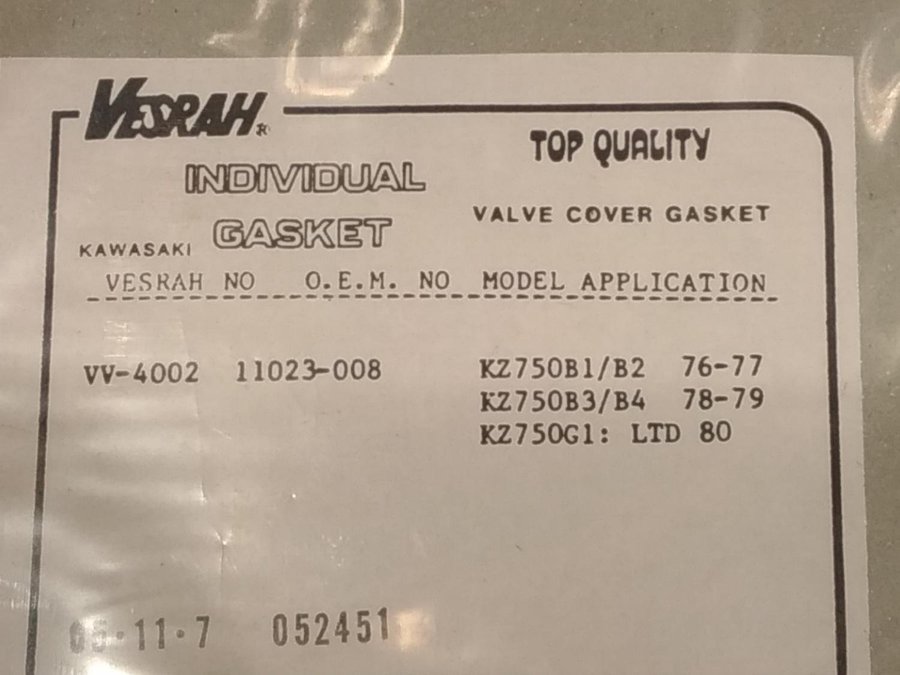 VESRAH®
TOP QUALITY
INDIVIDUAL
GASKET
VALVE COVER GASKET
KAWASAKI
VESRAH NO O.E.M. NO MODEL APPLICATION
VV-4002 11023-008 KZ750B1/B2 76-77
KZ750B3/B4 78-79
KZ750G1: LTD 80
052451